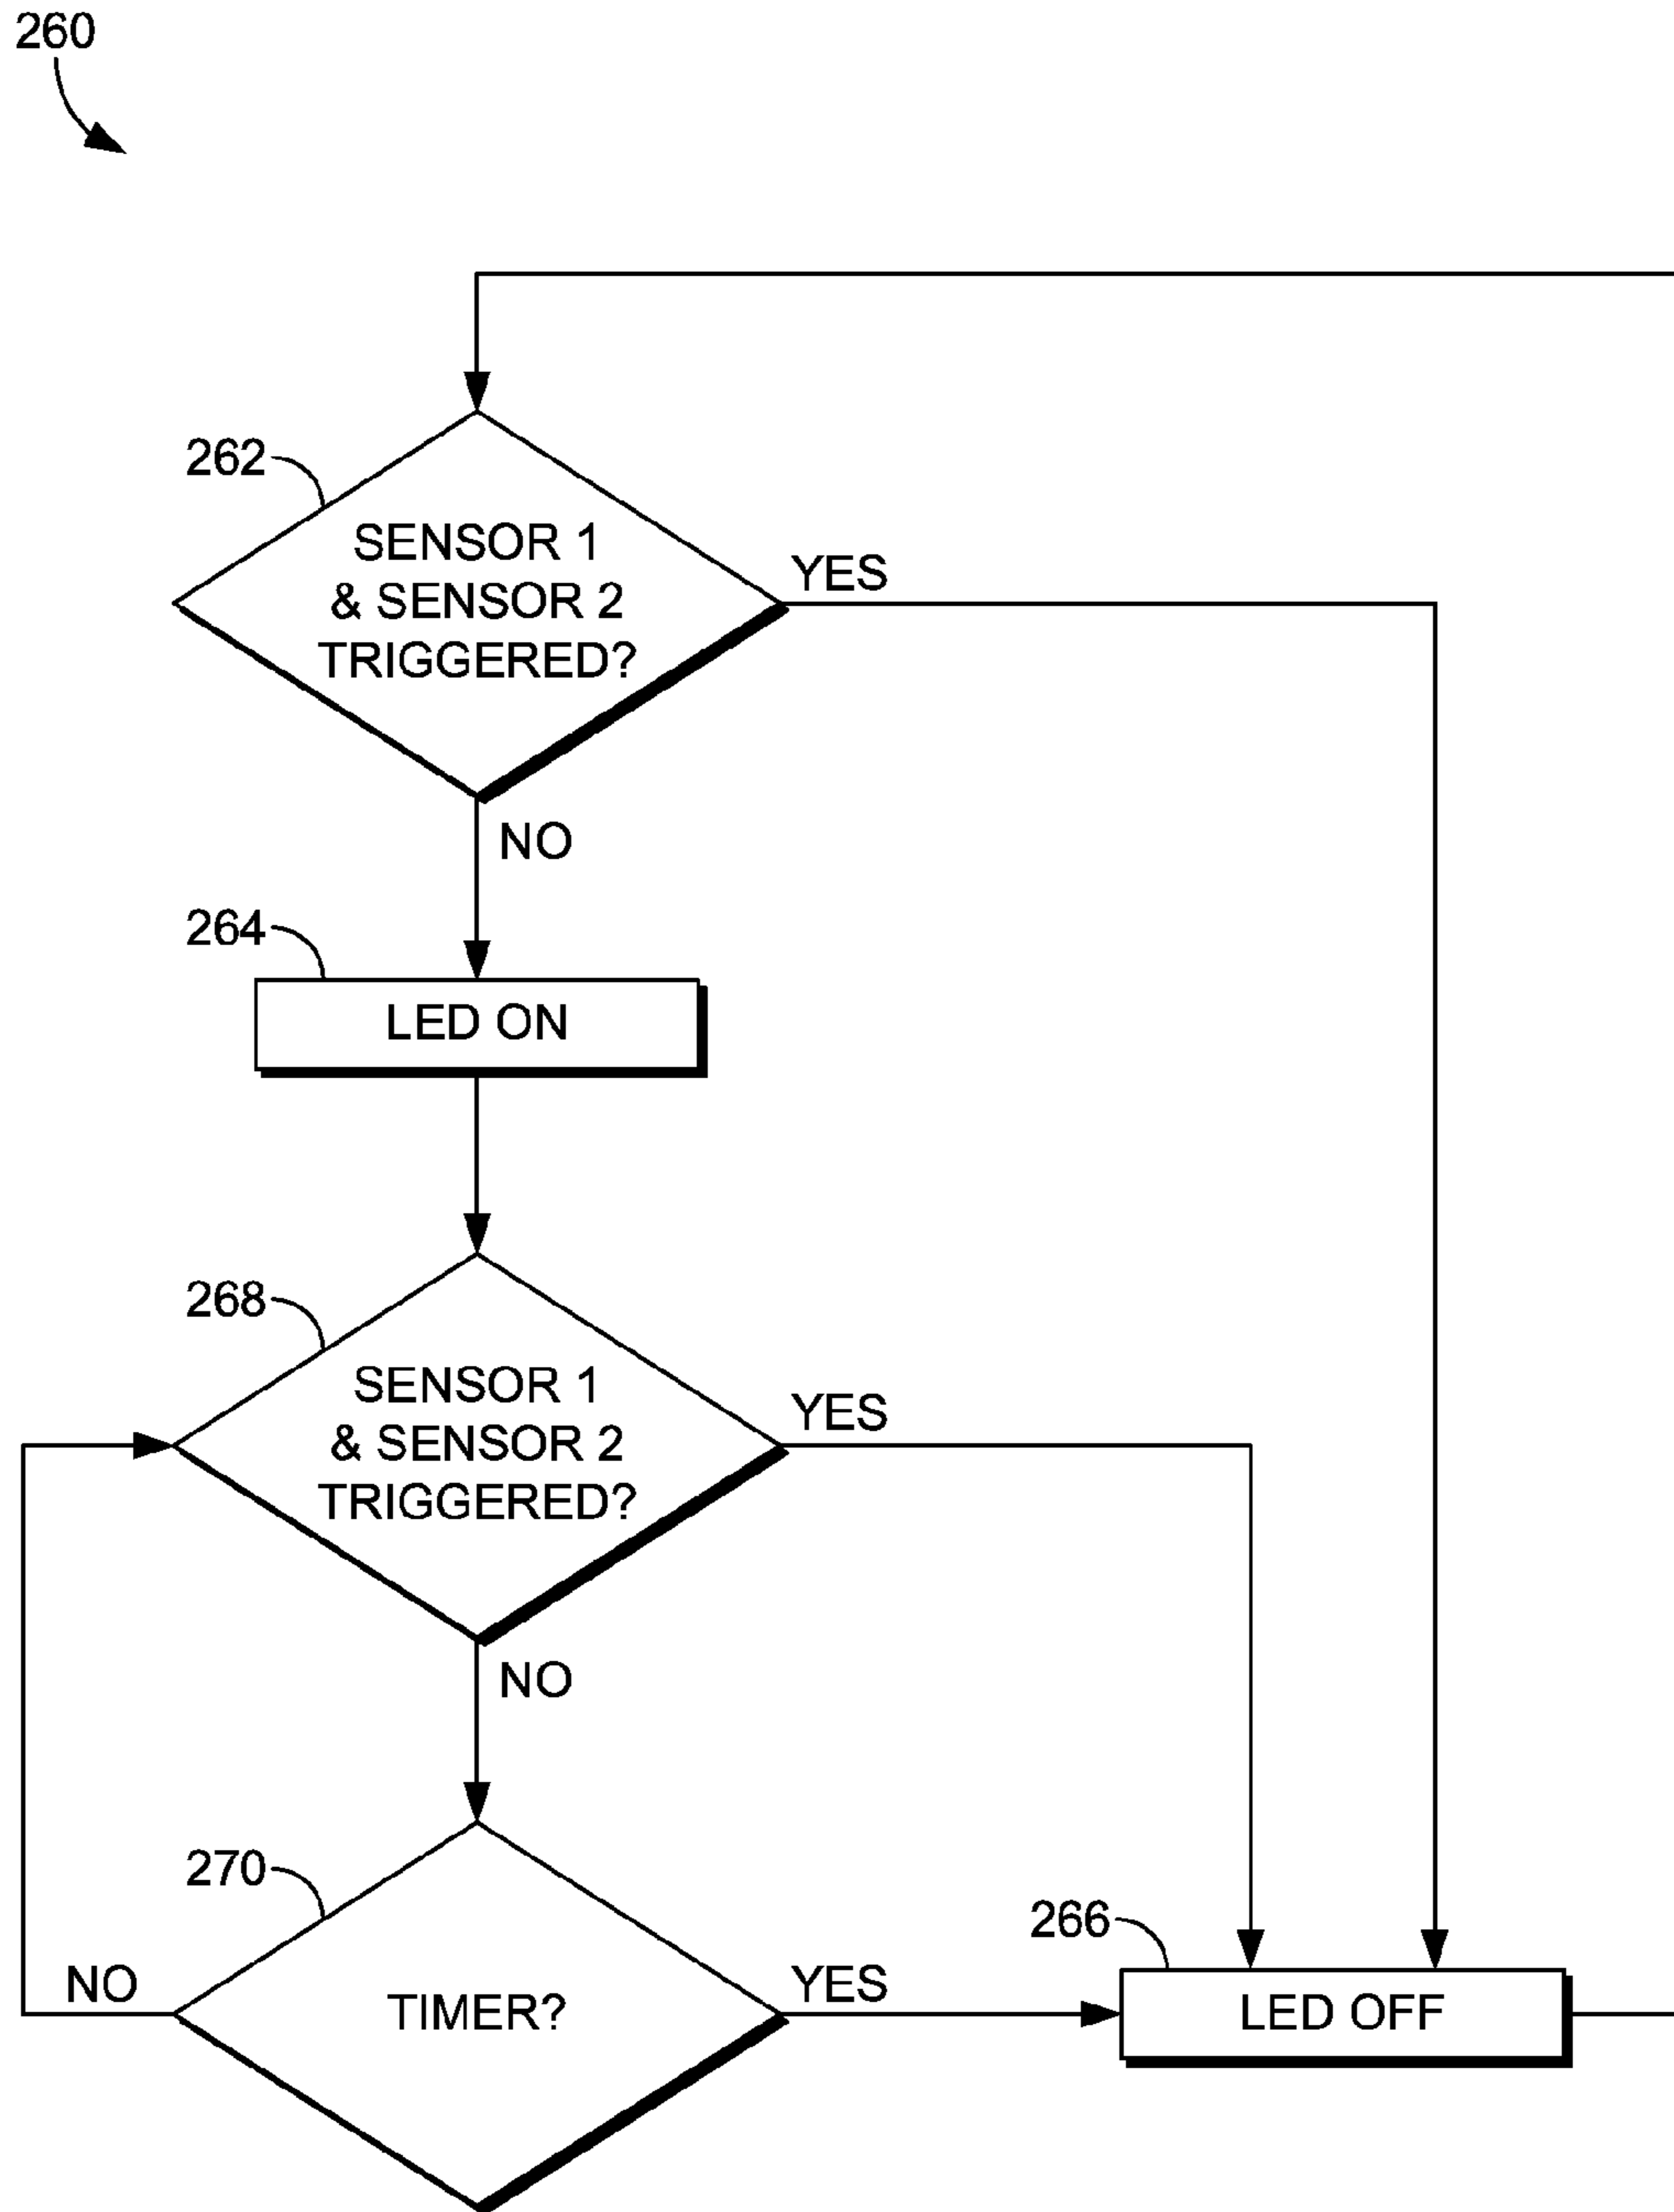 260
262
SENSOR 1
& SENSOR 2
TRIGGERED?
YES
NO
264
LED ON
268
SENSOR 1
& SENSOR 2
TRIGGERED?
YES
NO
270
266
NO
TIMER?
YES
LED OFF